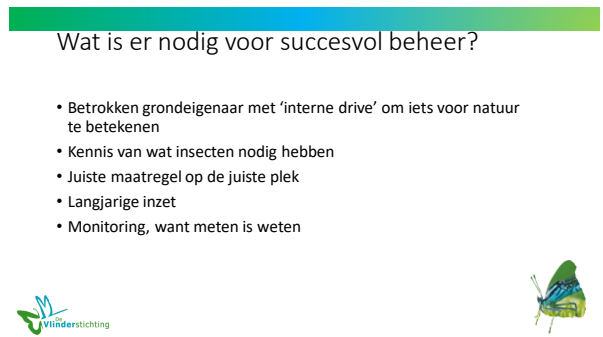 Wat is er nodig voor succesvol beheer?
• Betrokken grondeigenaar met ‘interne drive’ om iets voor natuur
te betekenen
• Kennis van wat insecten nodig hebben
• Juiste maatregel op de juiste plek
• Langjarige inzet
• Monitoring, want meten is weten
De
Vlinderstichting